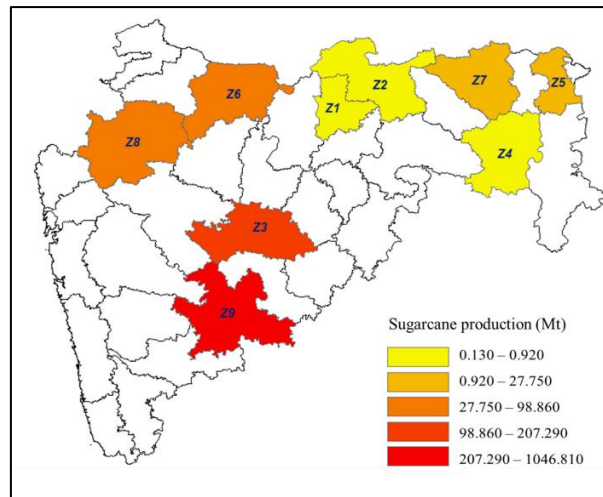 Z6
Z2
Z7
Z5
Z1
Z8
Z4
Z3
Z9
Sugarcane production (Mt)
0.130 – 0.920
0.920 – 27.750
27.750 – 98.860
98.860 – 207.290
207.290 – 1046.810